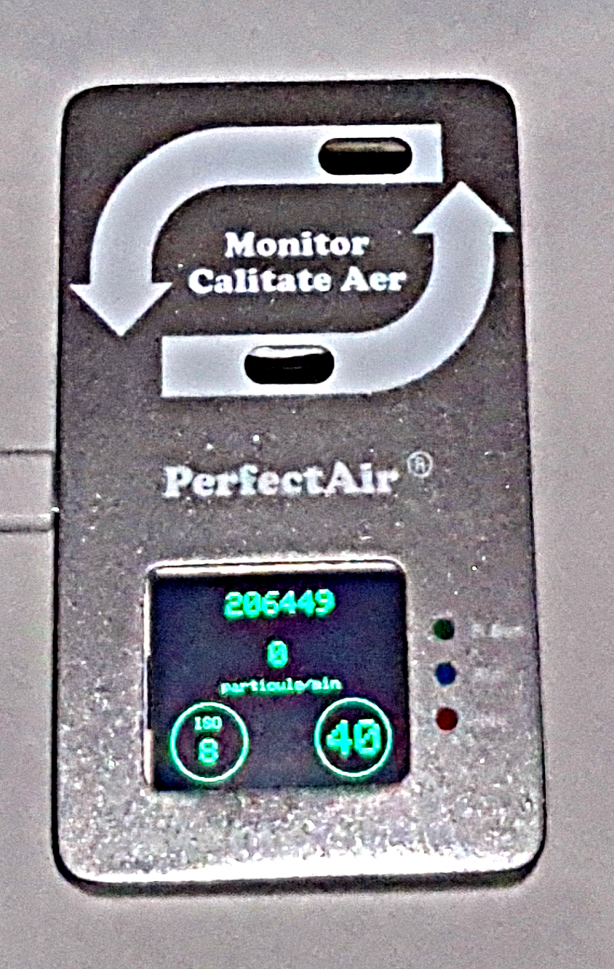 Monitor
Calitate Aer
PerfectAir ®
206449
0
particule/min
ISO
8
40